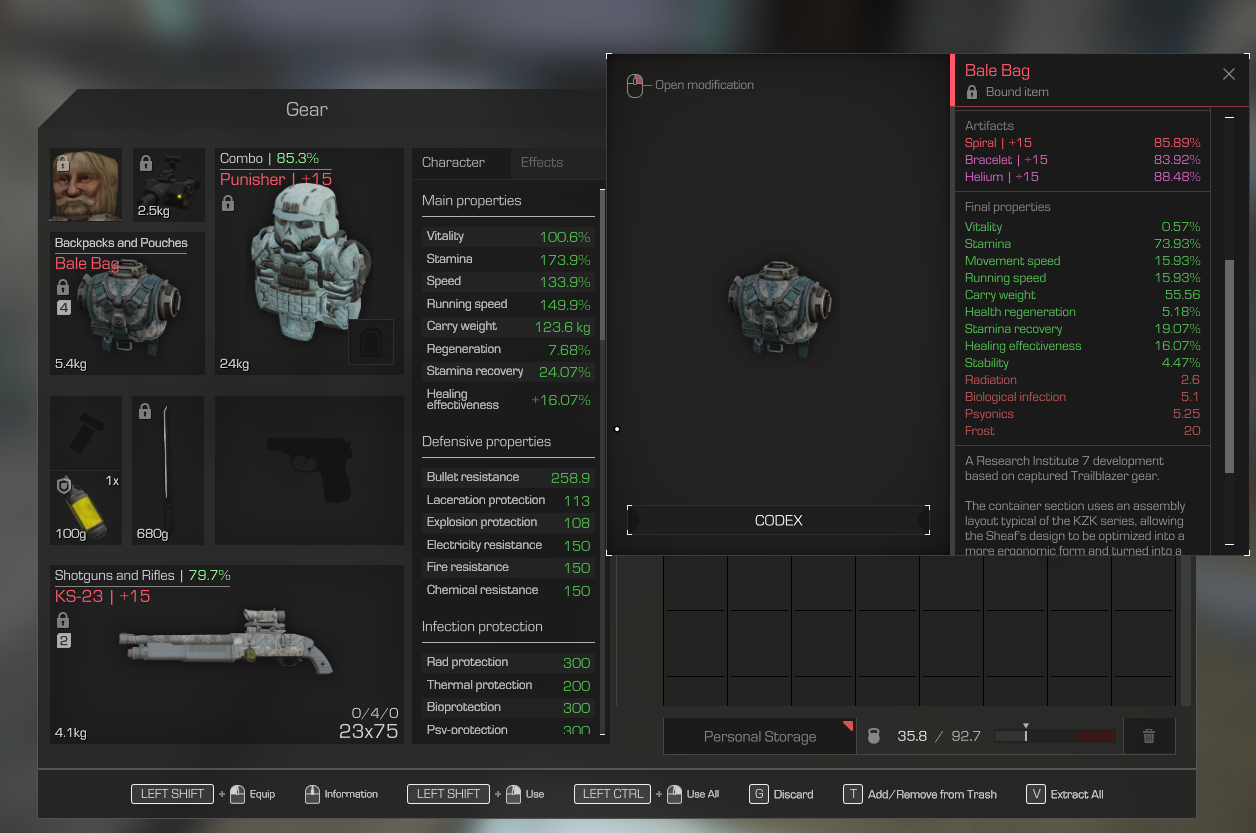 Gear
Combo | 85.3%
Punisher | +15
2.5kg
Backpacks and Pouches
Bale Bag
4
5.4kg
24kg
1x
100g
680g
Shotguns and Rifles | 79.7%
KS-23 | +15
2
0/4/0
23x75
4.1kg
Character
Effects
Main properties
Vitality 100.6%
Stamina 173.9%
Speed 133.9%
Running speed 149.9%
Carry weight 123.6 kg
Regeneration 7.68%
Stamina recovery 24.07%
Healing
effectiveness +16.07%
Defensive properties
Bullet resistance 258.9
Laceration protection 113
Explosion protection 108
Electricity resistance 150
Fire resistance 150
Chemical resistance 150
Infection protection
Rad protection 300
Thermal protection 200
Bioprotection 300
Psy-protection 300
Open modification
CODEX
Bale Bag
Bound item
Artifacts
Spiral | +15 85.89%
Bracelet | +15 83.92%
Helium | +15 88.48%
Final properties
Vitality 0.57%
Stamina 73.93%
Movement speed 15.93%
Running speed 15.93%
Carry weight 55.56
Health regeneration 5.18%
Stamina recovery 19.07%
Healing effectiveness 16.07%
Stability 4.47%
Radiation 2.6
Biological infection 5.1
Psyonics 5.25
Frost 20
A Research Institute 7 development
based on captured Trailblazer gear.
The container section uses an assembly
layout typical of the KZK series, allowing
the Sheaf's design to be optimized into a
more ergonomic form and turned into a
Personal Storage
35.8 / 92.7
LEFT SHIFT + Equip
Information
LEFT SHIFT + Use
LEFT CTRL + Use All
G Discard
T Add/Remove from Trash
V Extract All